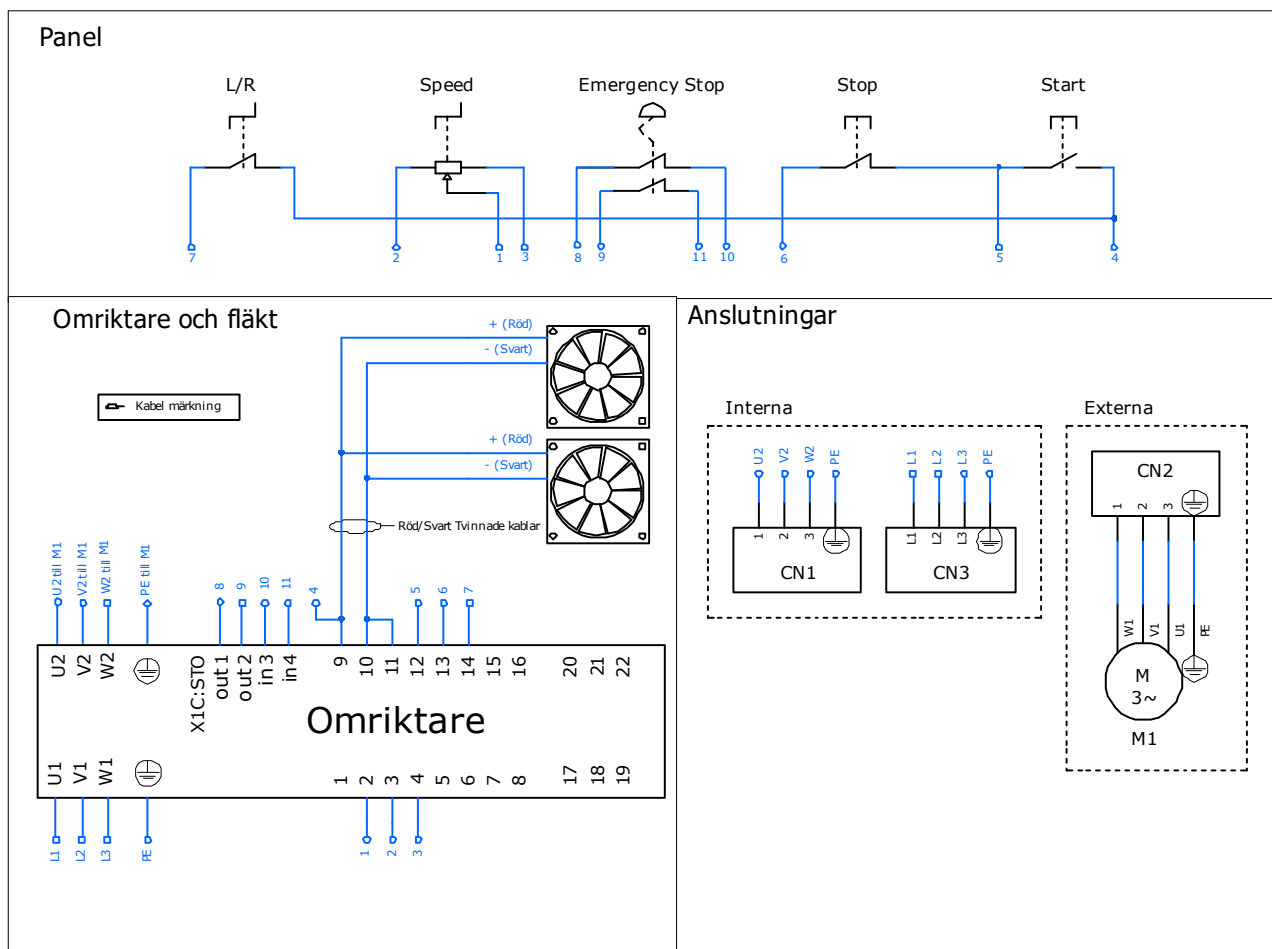 Panel
L/R
Speed
Emergency Stop
Stop
Start
7
2
1
3
8
9
11
10
6
5
4
Omriktare och fläkt
+ (Röd)
- (Svart)
Kabel märkning
+ (Röd)
- (Svart)
Röd/Svart Tvinnade kablar
U2 till M1
V2 till M1
W2 till M1
PE till M1
8
9
10
11
4
5
6
7
U2
V2
W2
X1C:STO
out 1
out 2
in 3
in4
9
10
11
12
13
14
15
16
20
21
22
Omriktare
U1
V1
W1
1
2
3
4
5
6
7
8
17
18
19
L1
L2
L3
PE
1
2
3
Anslutningar
Interna
U2
V2
W2
PE
1
2
3
CN1
L1
L2
L3
PE
L1
L2
L3
CN3
Externa
CN2
1
2
3
W1
V1
U1
PE
M
3~
M1